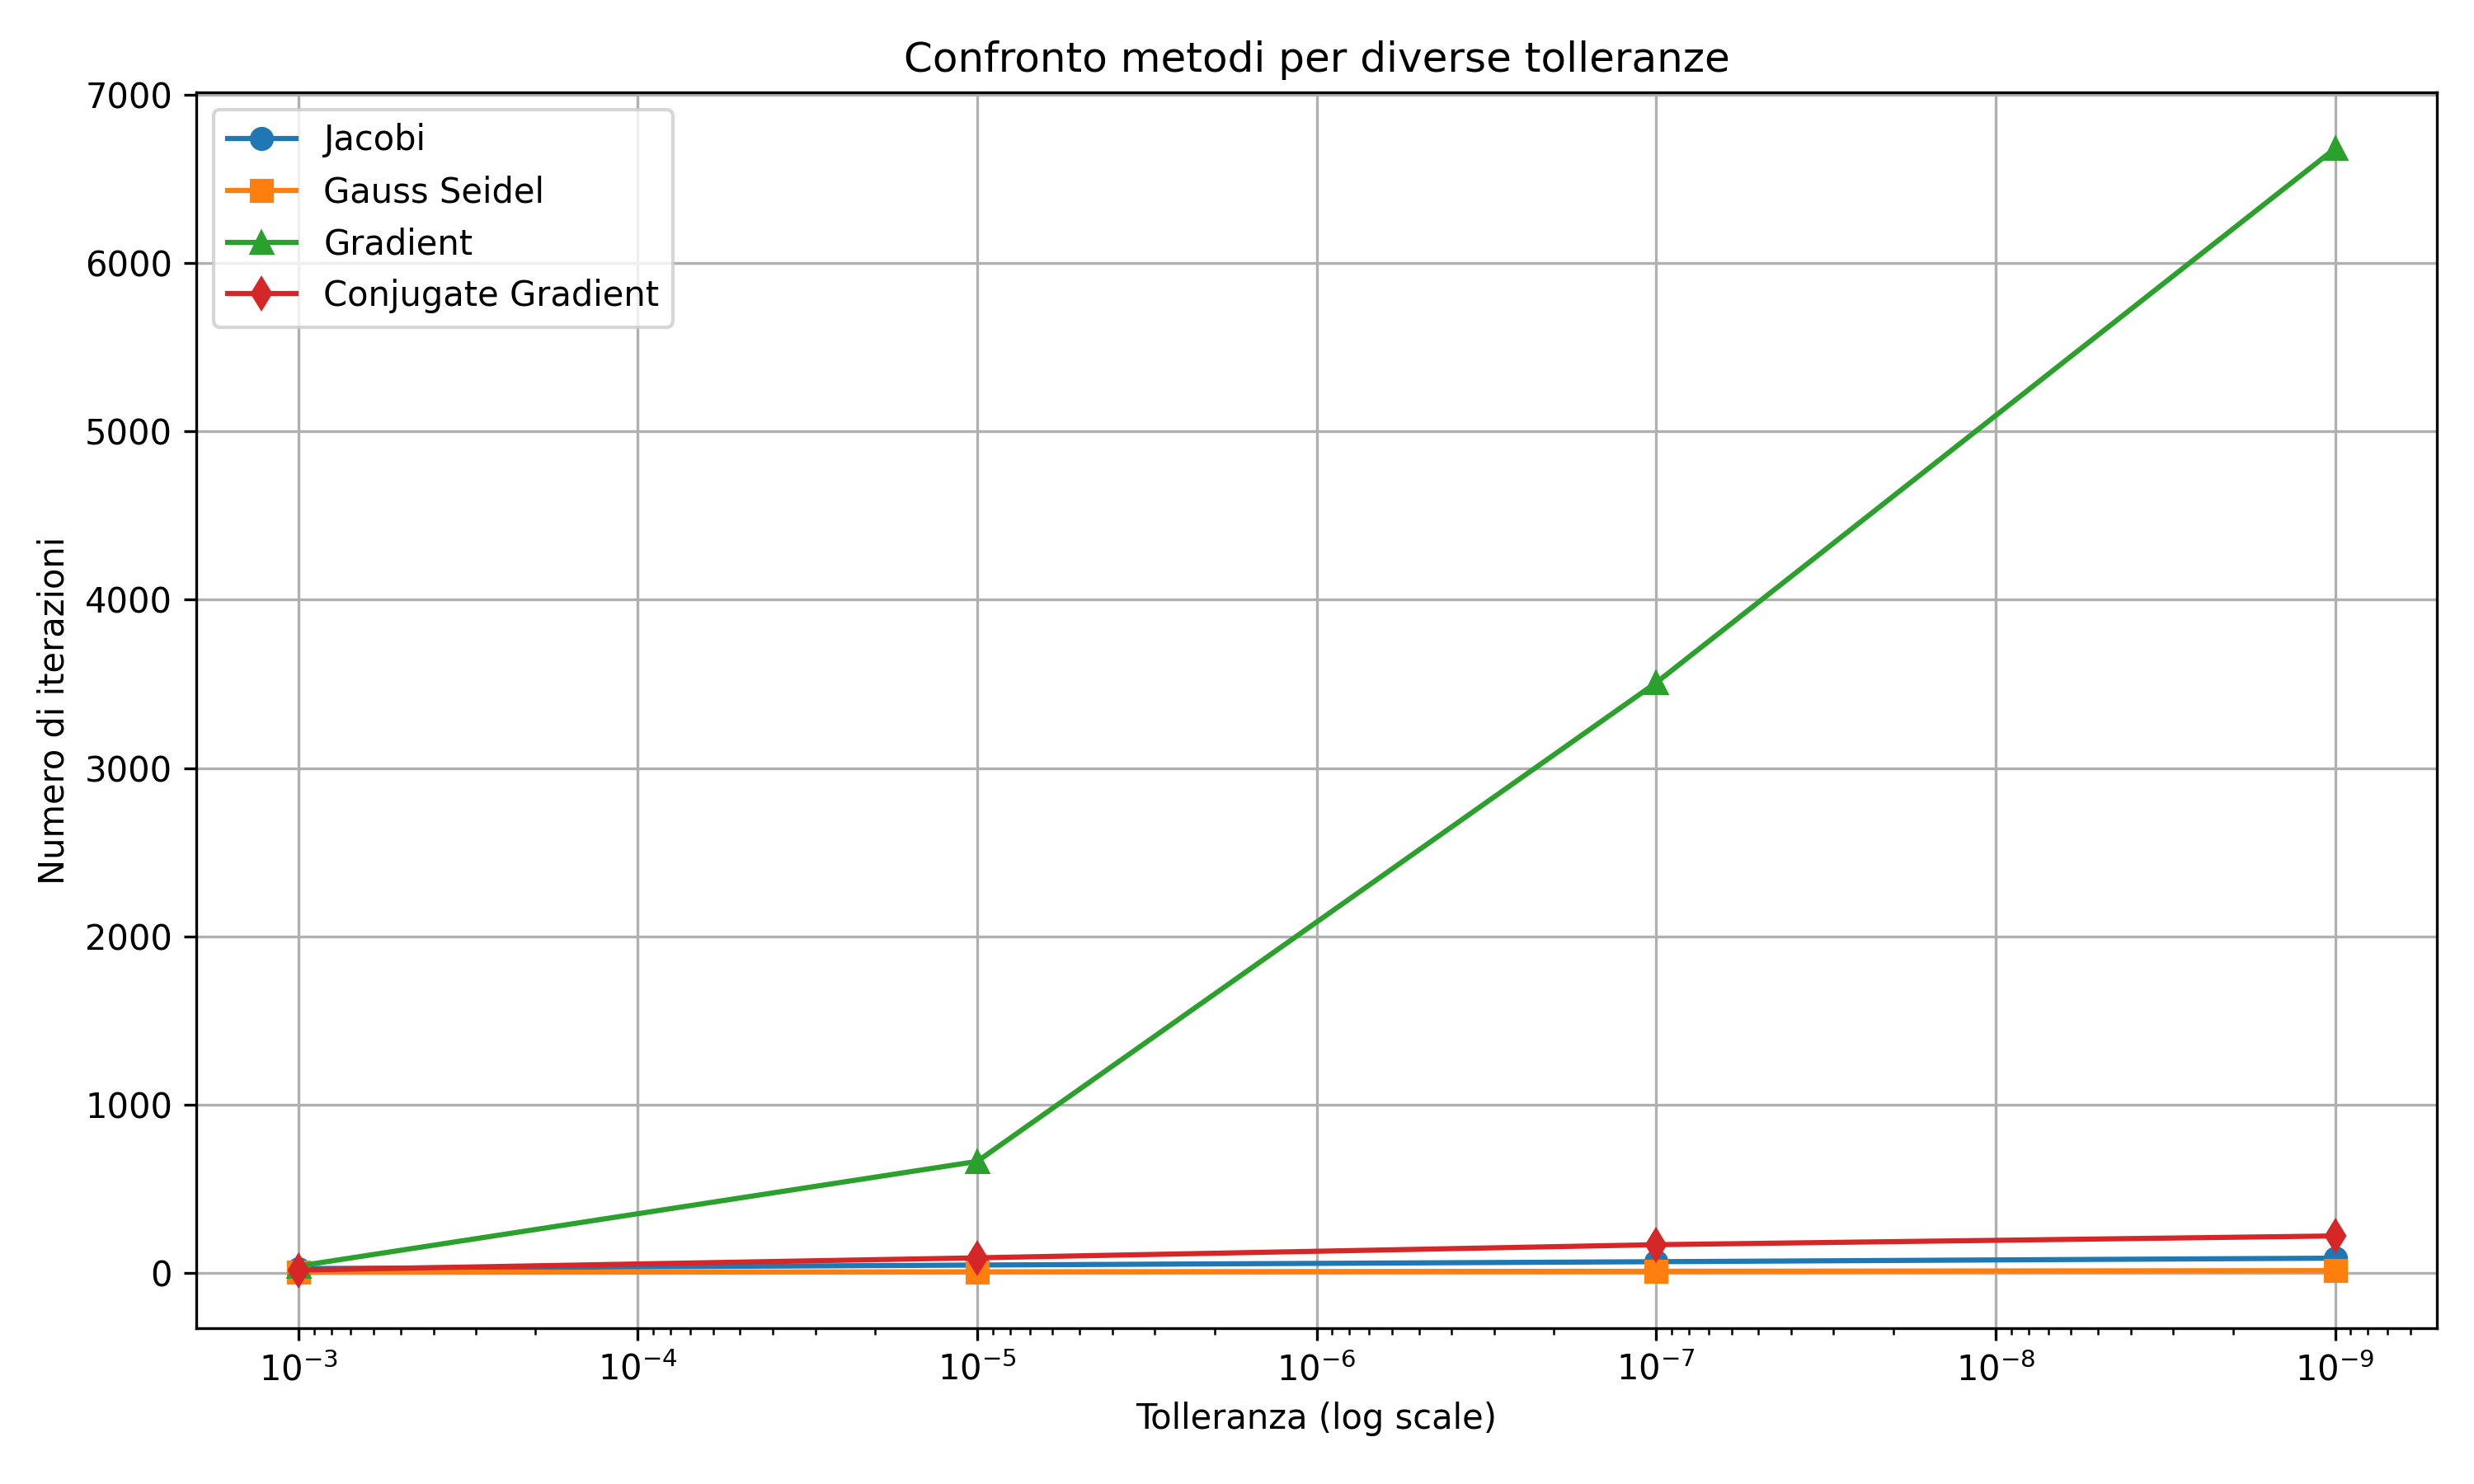 Confronto metodi per diverse tolleranze
7000
6000
5000
4000
3000
2000
1000
0
Numero di iterazioni
Jacobi
Gauss Seidel
Gradient
Conjugate Gradient
10⁻³
10⁻⁴
10⁻⁵
10⁻⁶
10⁻⁷
10⁻⁸
10⁻⁹
Tolleranza (log scale)